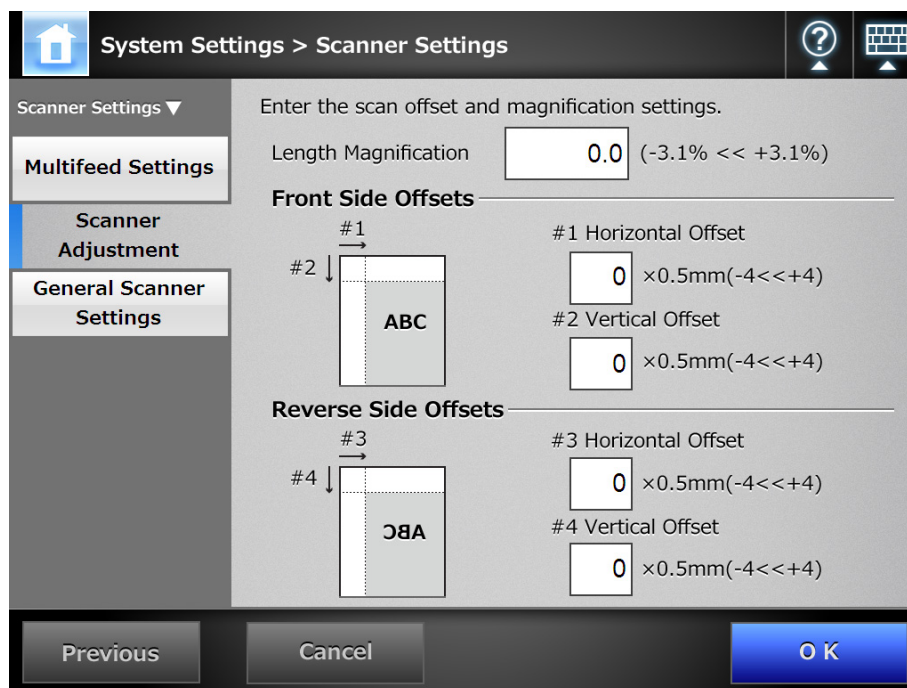 System Settings > Scanner Settings
?
Scanner Settings ▼
Multifeed Settings
Scanner
Adjustment
General Scanner
Settings
Enter the scan offset and magnification settings.
Length Magnification 0.0 (-3.1% << +3.1%)
Front Side Offsets
#1
#2
ABC
#1 Horizontal Offset
0 ×0.5mm(-4<<+4)
#2 Vertical Offset
0 ×0.5mm(-4<<+4)
Reverse Side Offsets
#3
#4
ABC
#3 Horizontal Offset
0 ×0.5mm(-4<<+4)
#4 Vertical Offset
0 ×0.5mm(-4<<+4)
Previous
Cancel
O K